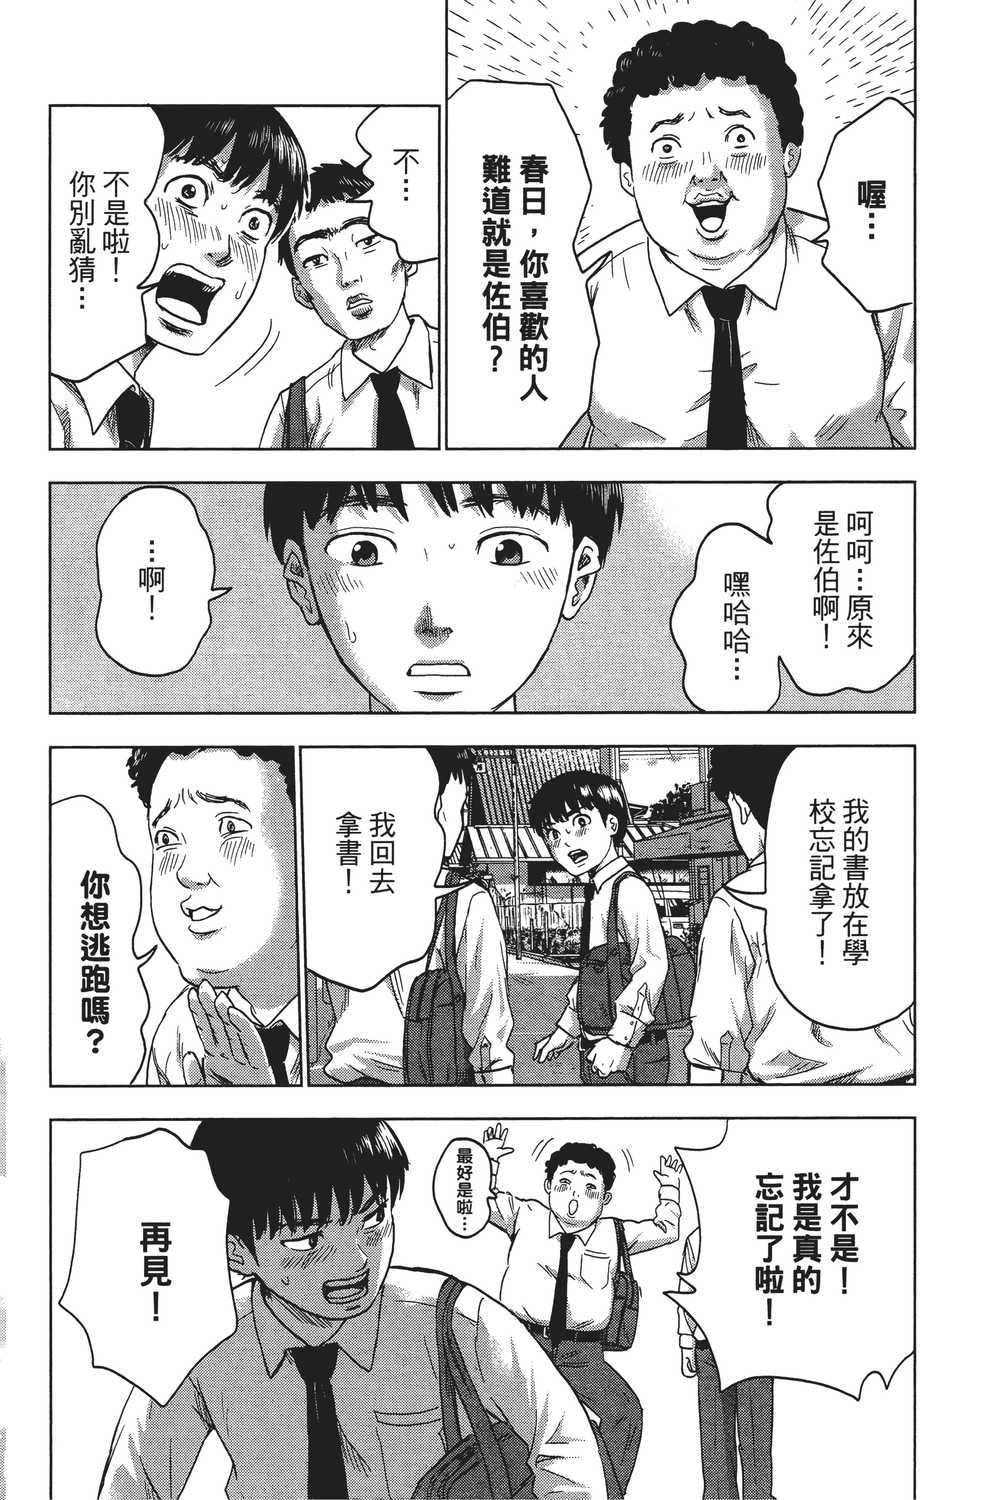 喔…
春日，你喜歡的人
難道就是佐伯？
不…
不是啦！
你別亂猜…
呵呵…原來
是佐伯啊！
嘿哈哈…
…啊！
我的書放在學
校忘記拿了！
我回去
拿書！
你想逃跑嗎？
才不是！
我是真的
忘記了啦！
最好是啦…
再見！